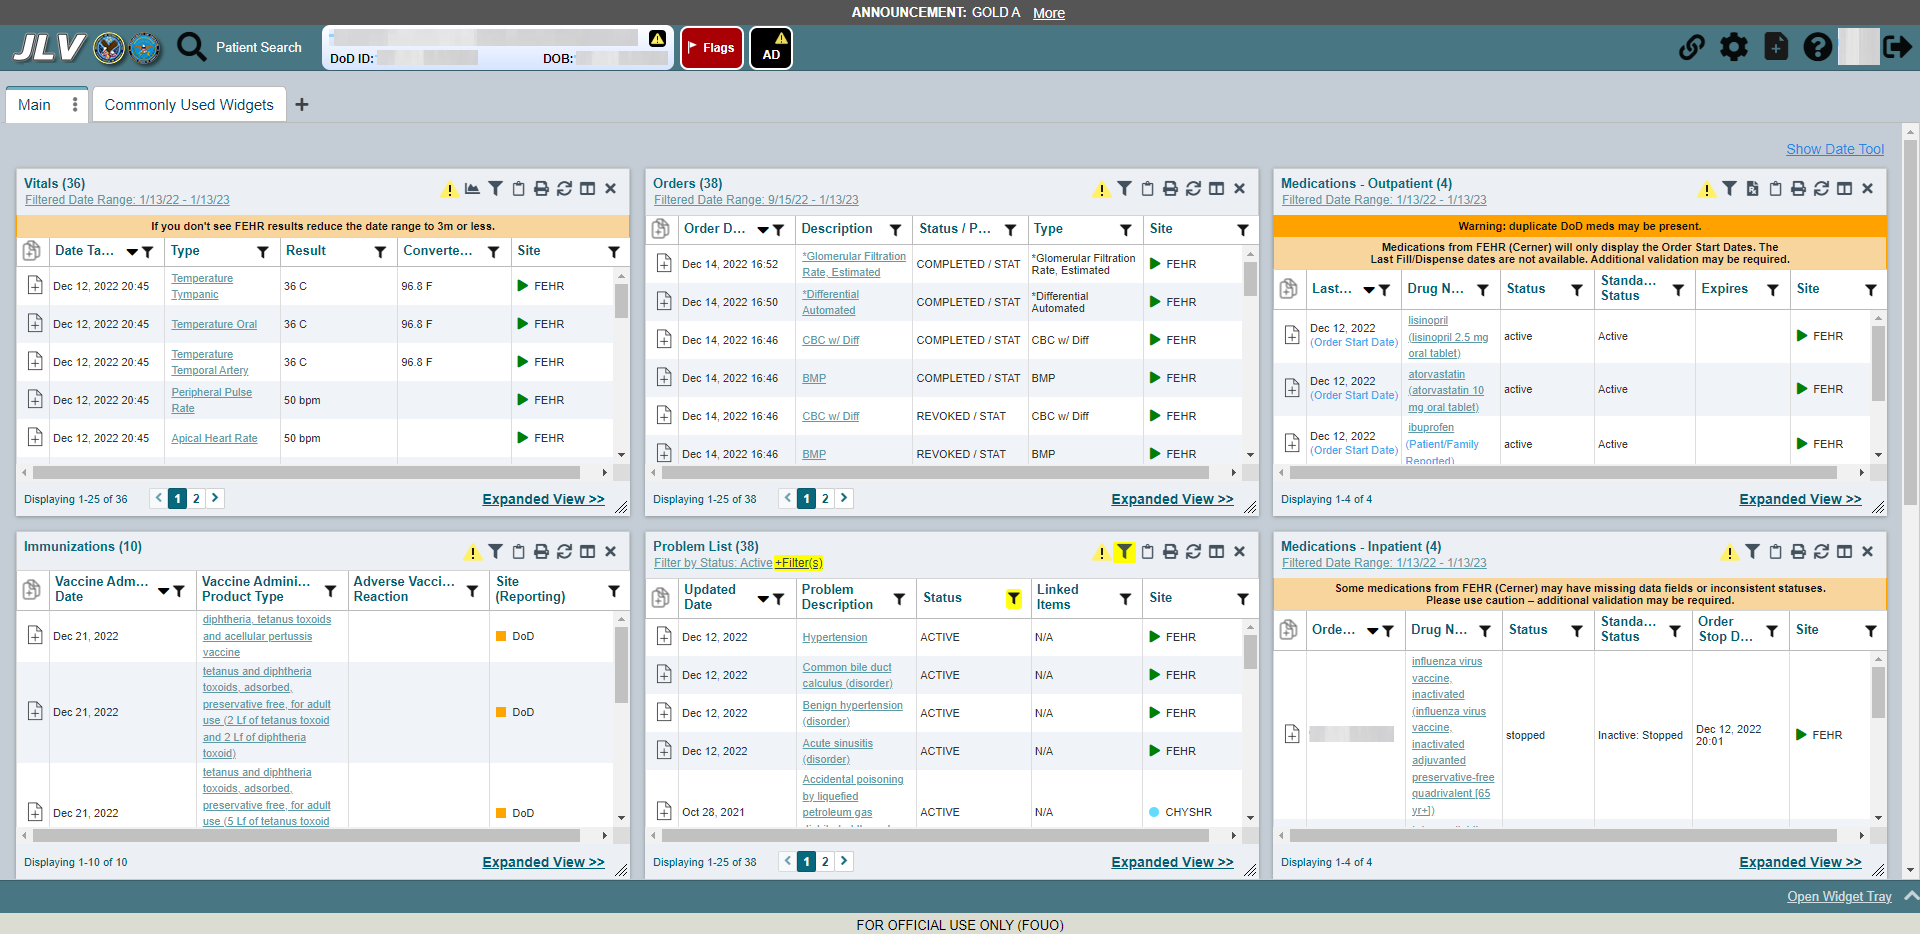 ANNOUNCEMENT: GOLD A More
JLV Patient Search
DoD ID: DOB:
Flags
AD
Main
Commonly Used Widgets
Show Date Tool
Vitals (36)
Filtered Date Range: 1/13/22 - 1/13/23
If you don't see FEHR results reduce the date range to 3m or less.
Date Ta... Type Result Converte... Site
Dec 12, 2022 20:45 Temperature Tympanic 36 C 96.8 F FEHR
Dec 12, 2022 20:45 Temperature Oral 36 C 96.8 F FEHR
Dec 12, 2022 20:45 Temperature Temporal Artery 36 C 96.8 F FEHR
Dec 12, 2022 20:45 Peripheral Pulse Rate 50 bpm FEHR
Dec 12, 2022 20:45 Apical Heart Rate 50 bpm FEHR
Displaying 1-25 of 36 1 2 Expanded View >>
Orders (38)
Filtered Date Range: 9/15/22 - 1/13/23
Order D... Description Status / P... Type Site
Dec 14, 2022 16:52 *Glomerular Filtration Rate, Estimated COMPLETED / STAT *Glomerular Filtration Rate, Estimated FEHR
Dec 14, 2022 16:50 *Differential Automated COMPLETED / STAT *Differential Automated FEHR
Dec 14, 2022 16:46 CBC w/ Diff COMPLETED / STAT CBC w/ Diff FEHR
Dec 14, 2022 16:46 BMP COMPLETED / STAT BMP FEHR
Dec 14, 2022 16:46 CBC w/ Diff REVOKED / STAT CBC w/ Diff FEHR
Dec 14, 2022 16:46 BMP REVOKED / STAT BMP FEHR
Displaying 1-25 of 38 1 2 Expanded View >>
Medications - Outpatient (4)
Filtered Date Range: 1/13/22 - 1/13/23
Warning: duplicate DoD meds may be present.
Medications from FEHR (Cerner) will only display the Order Start Dates. The
Last Fill/Dispense dates are not available. Additional validation may be required.
Last... Drug N... Status Standa... Status Expires Site
Dec 12, 2022 (Order Start Date) lisinopril (lisinopril 2.5 mg oral tablet) active Active FEHR
Dec 12, 2022 (Order Start Date) atorvastatin (atorvastatin 10 mg oral tablet) active Active FEHR
Dec 12, 2022 (Order Start Date) ibuprofen (Patient/Family Reported) active Active FEHR
Displaying 1-4 of 4 Expanded View >>
Immunizations (10)
Vaccine Adm... Date Vaccine Admini... Product Type Adverse Vacci... Reaction Site (Reporting)
Dec 21, 2022 diphtheria, tetanus toxoids and acellular pertussis vaccine DoD
Dec 21, 2022 tetanus and diphtheria toxoids, adsorbed, preservative free, for adult use (2 Lf of tetanus toxoid and 2 Lf of diphtheria toxoid) DoD
Dec 21, 2022 tetanus and diphtheria toxoids, adsorbed, preservative free, for adult use (5 Lf of tetanus toxoid DoD
Displaying 1-10 of 10 Expanded View >>
Problem List (38)
Filter by Status: Active +Filter(s)
Updated Date Problem Description Status Linked Items Site
Dec 12, 2022 Hypertension ACTIVE N/A FEHR
Dec 12, 2022 Common bile duct calculus (disorder) ACTIVE N/A FEHR
Dec 12, 2022 Benign hypertension (disorder) ACTIVE N/A FEHR
Dec 12, 2022 Acute sinusitis (disorder) ACTIVE N/A FEHR
Oct 28, 2021 Accidental poisoning by liquefied petroleum gas ACTIVE N/A CHYSHR
Displaying 1-25 of 38 1 2 Expanded View >>
Medications - Inpatient (4)
Filtered Date Range: 1/13/22 - 1/13/23
Some medications from FEHR (Cerner) may have missing data fields or inconsistent statuses.
Please use caution – additional validation may be required.
Orde... Drug N... Status Standa... Status Order Stop D... Site
influenza virus vaccine, inactivated (influenza virus vaccine, inactivated adjuvanted preservative-free quadrivalent [65 yr+]) stopped Inactive: Stopped Dec 12, 2022 20:01 FEHR
Displaying 1-4 of 4 Expanded View >>
Open Widget Tray
FOR OFFICIAL USE ONLY (FOUO)